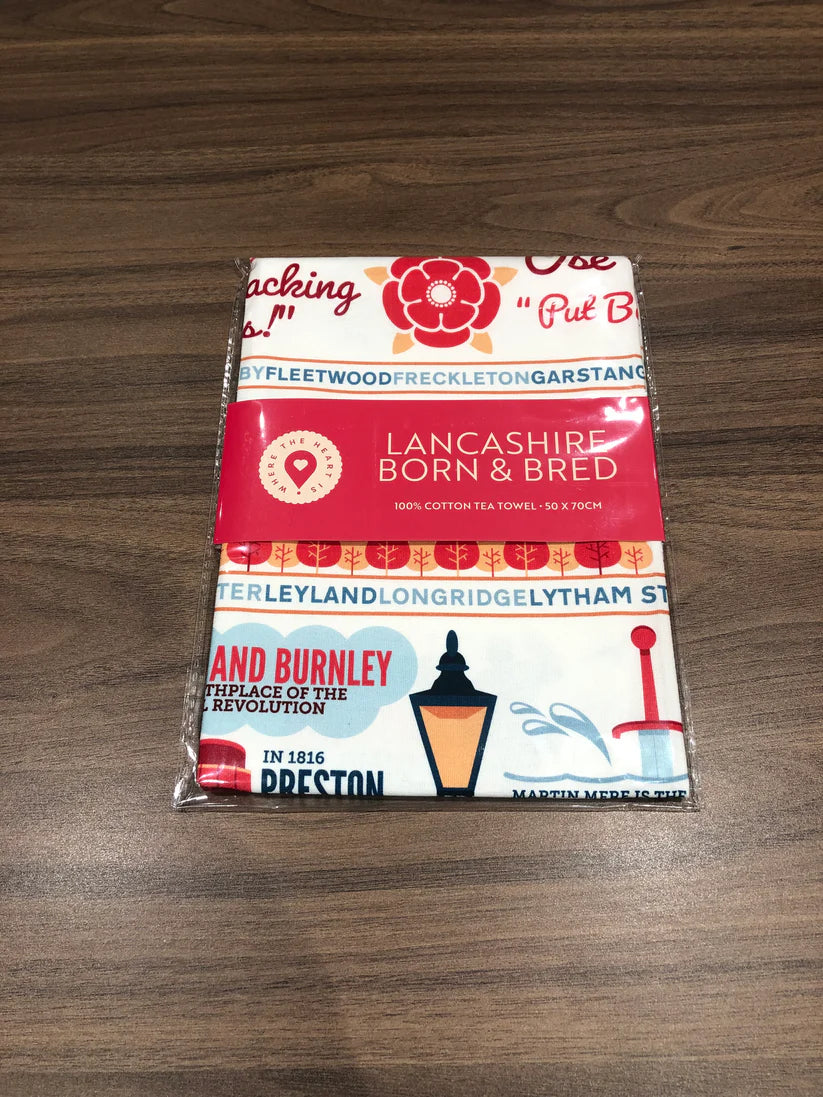 acking
s!"
Use
"Put B
BYFLEETWOODFRECKLETONGARSTANG
WHERE THE HEART IS
LANCASHIRE
BORN & BRED
100% COTTON TEA TOWEL • 50 X 70CM
TERLEYLANDLONGRIDGELYTHAM ST
AND BURNLEY
THPLACE OF THE
L REVOLUTION
IN 1816
PRESTON
MARTIN MERE IS THE